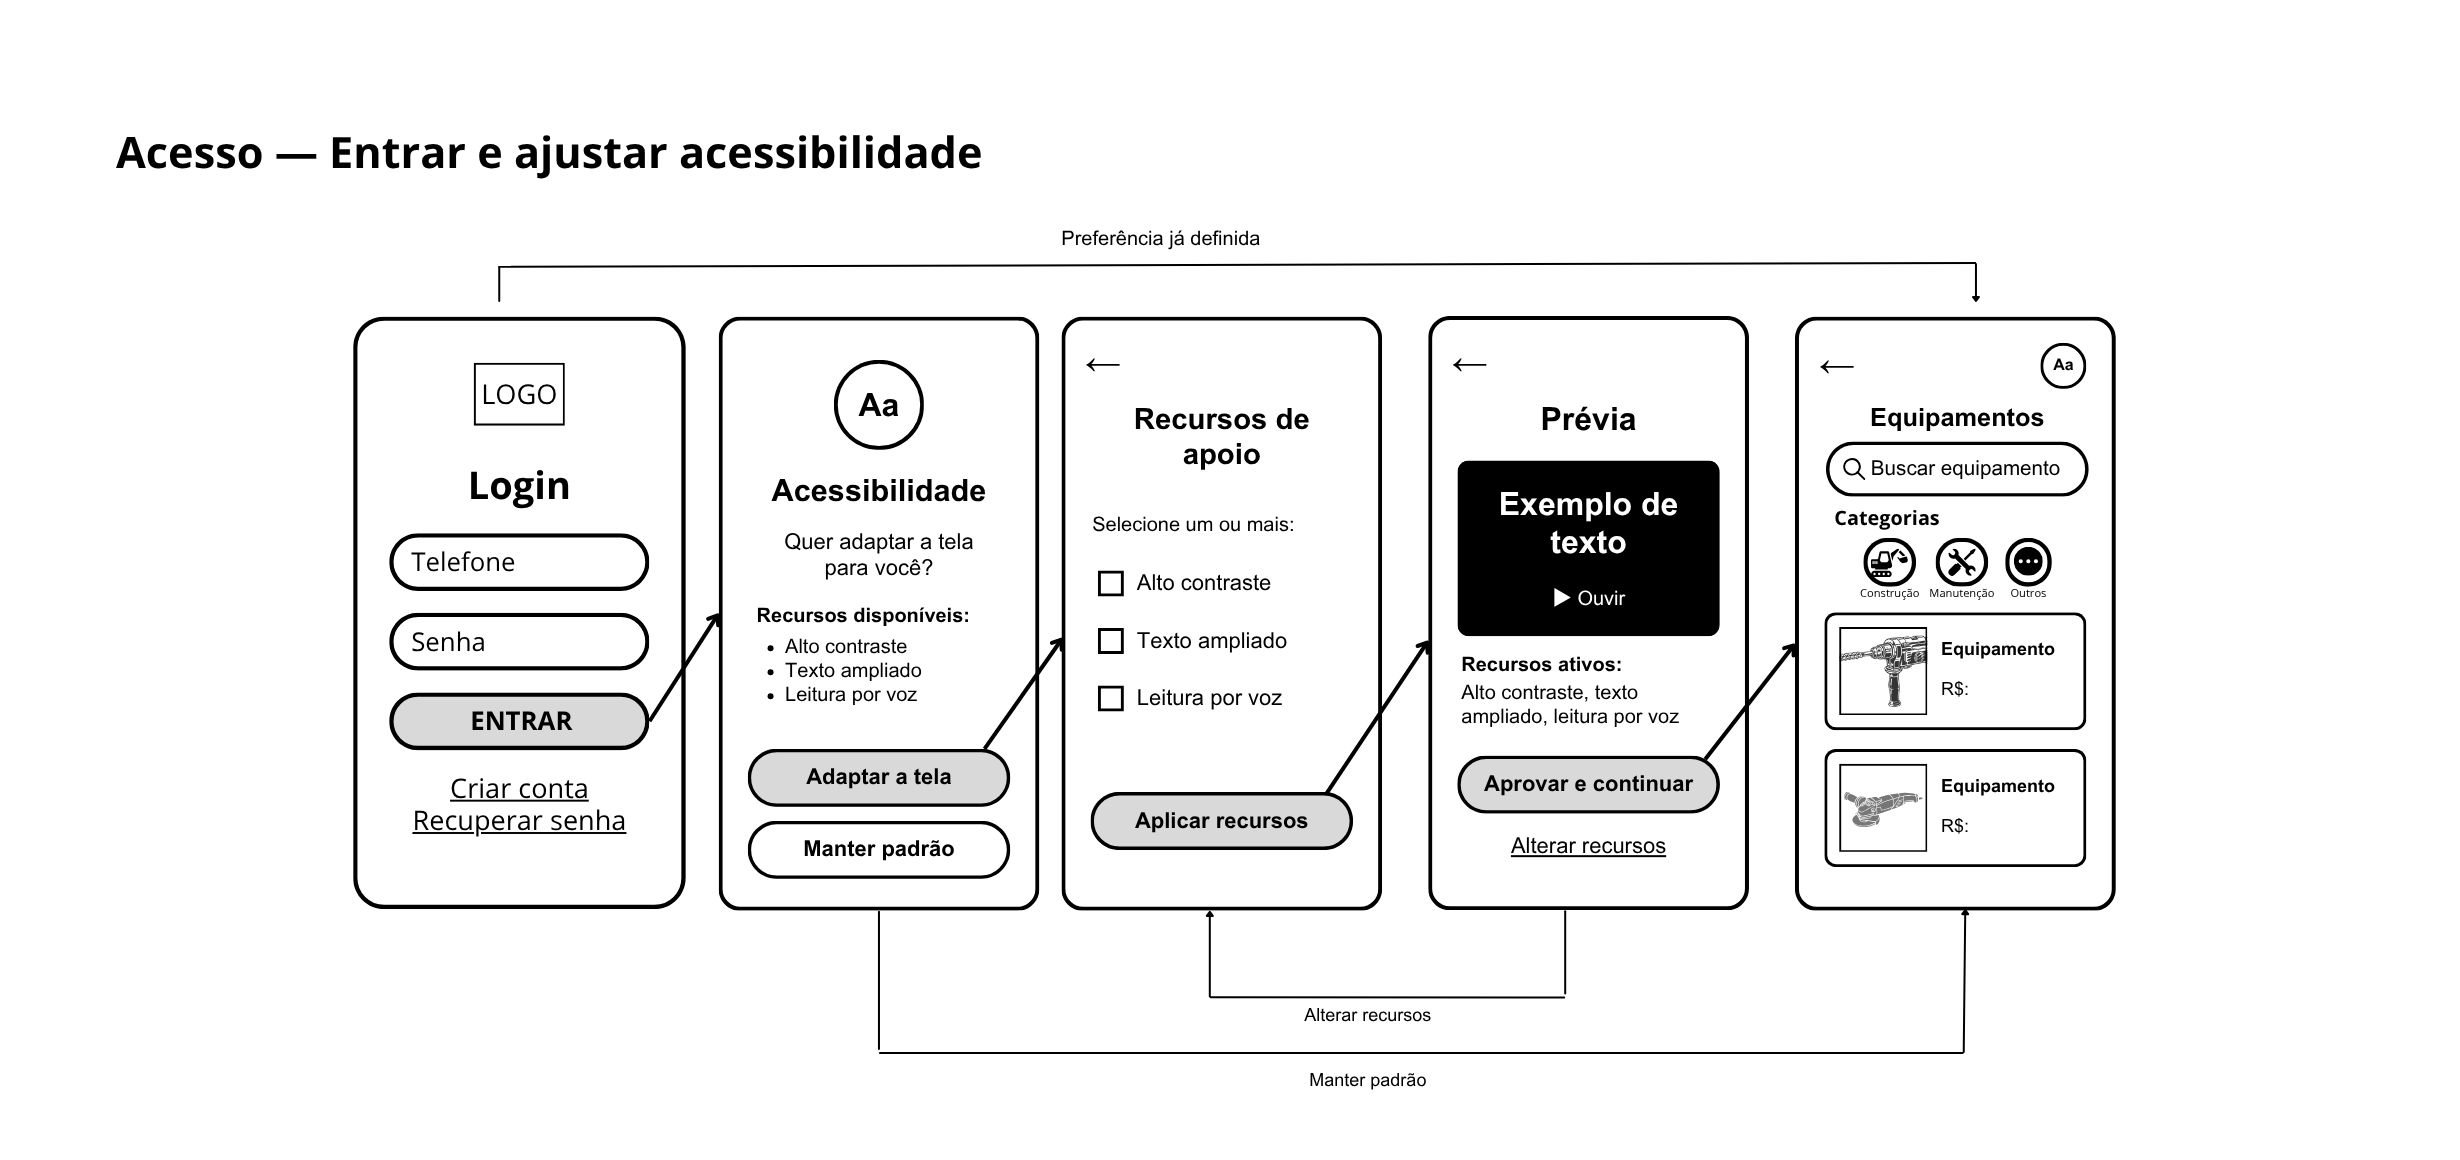 Acesso — Entrar e ajustar acessibilidade
Preferência já definida
LOGO
Login
Telefone
Senha
ENTRAR
Criar conta
Recuperar senha
Aa
Acessibilidade
Quer adaptar a tela
para você?
Recursos disponíveis:
• Alto contraste
• Texto ampliado
• Leitura por voz
Adaptar a tela
Manter padrão
←
Recursos de
apoio
Selecione um ou mais:
Alto contraste
Texto ampliado
Leitura por voz
Aplicar recursos
←
Prévia
Exemplo de
texto
▶ Ouvir
Recursos ativos:
Alto contraste, texto
ampliado, leitura por voz
Aprovar e continuar
Alterar recursos
←
Aa
Equipamentos
Buscar equipamento
Categorias
Construção Manutenção Outros
Equipamento
R$:
Equipamento
R$:
Alterar recursos
Manter padrão